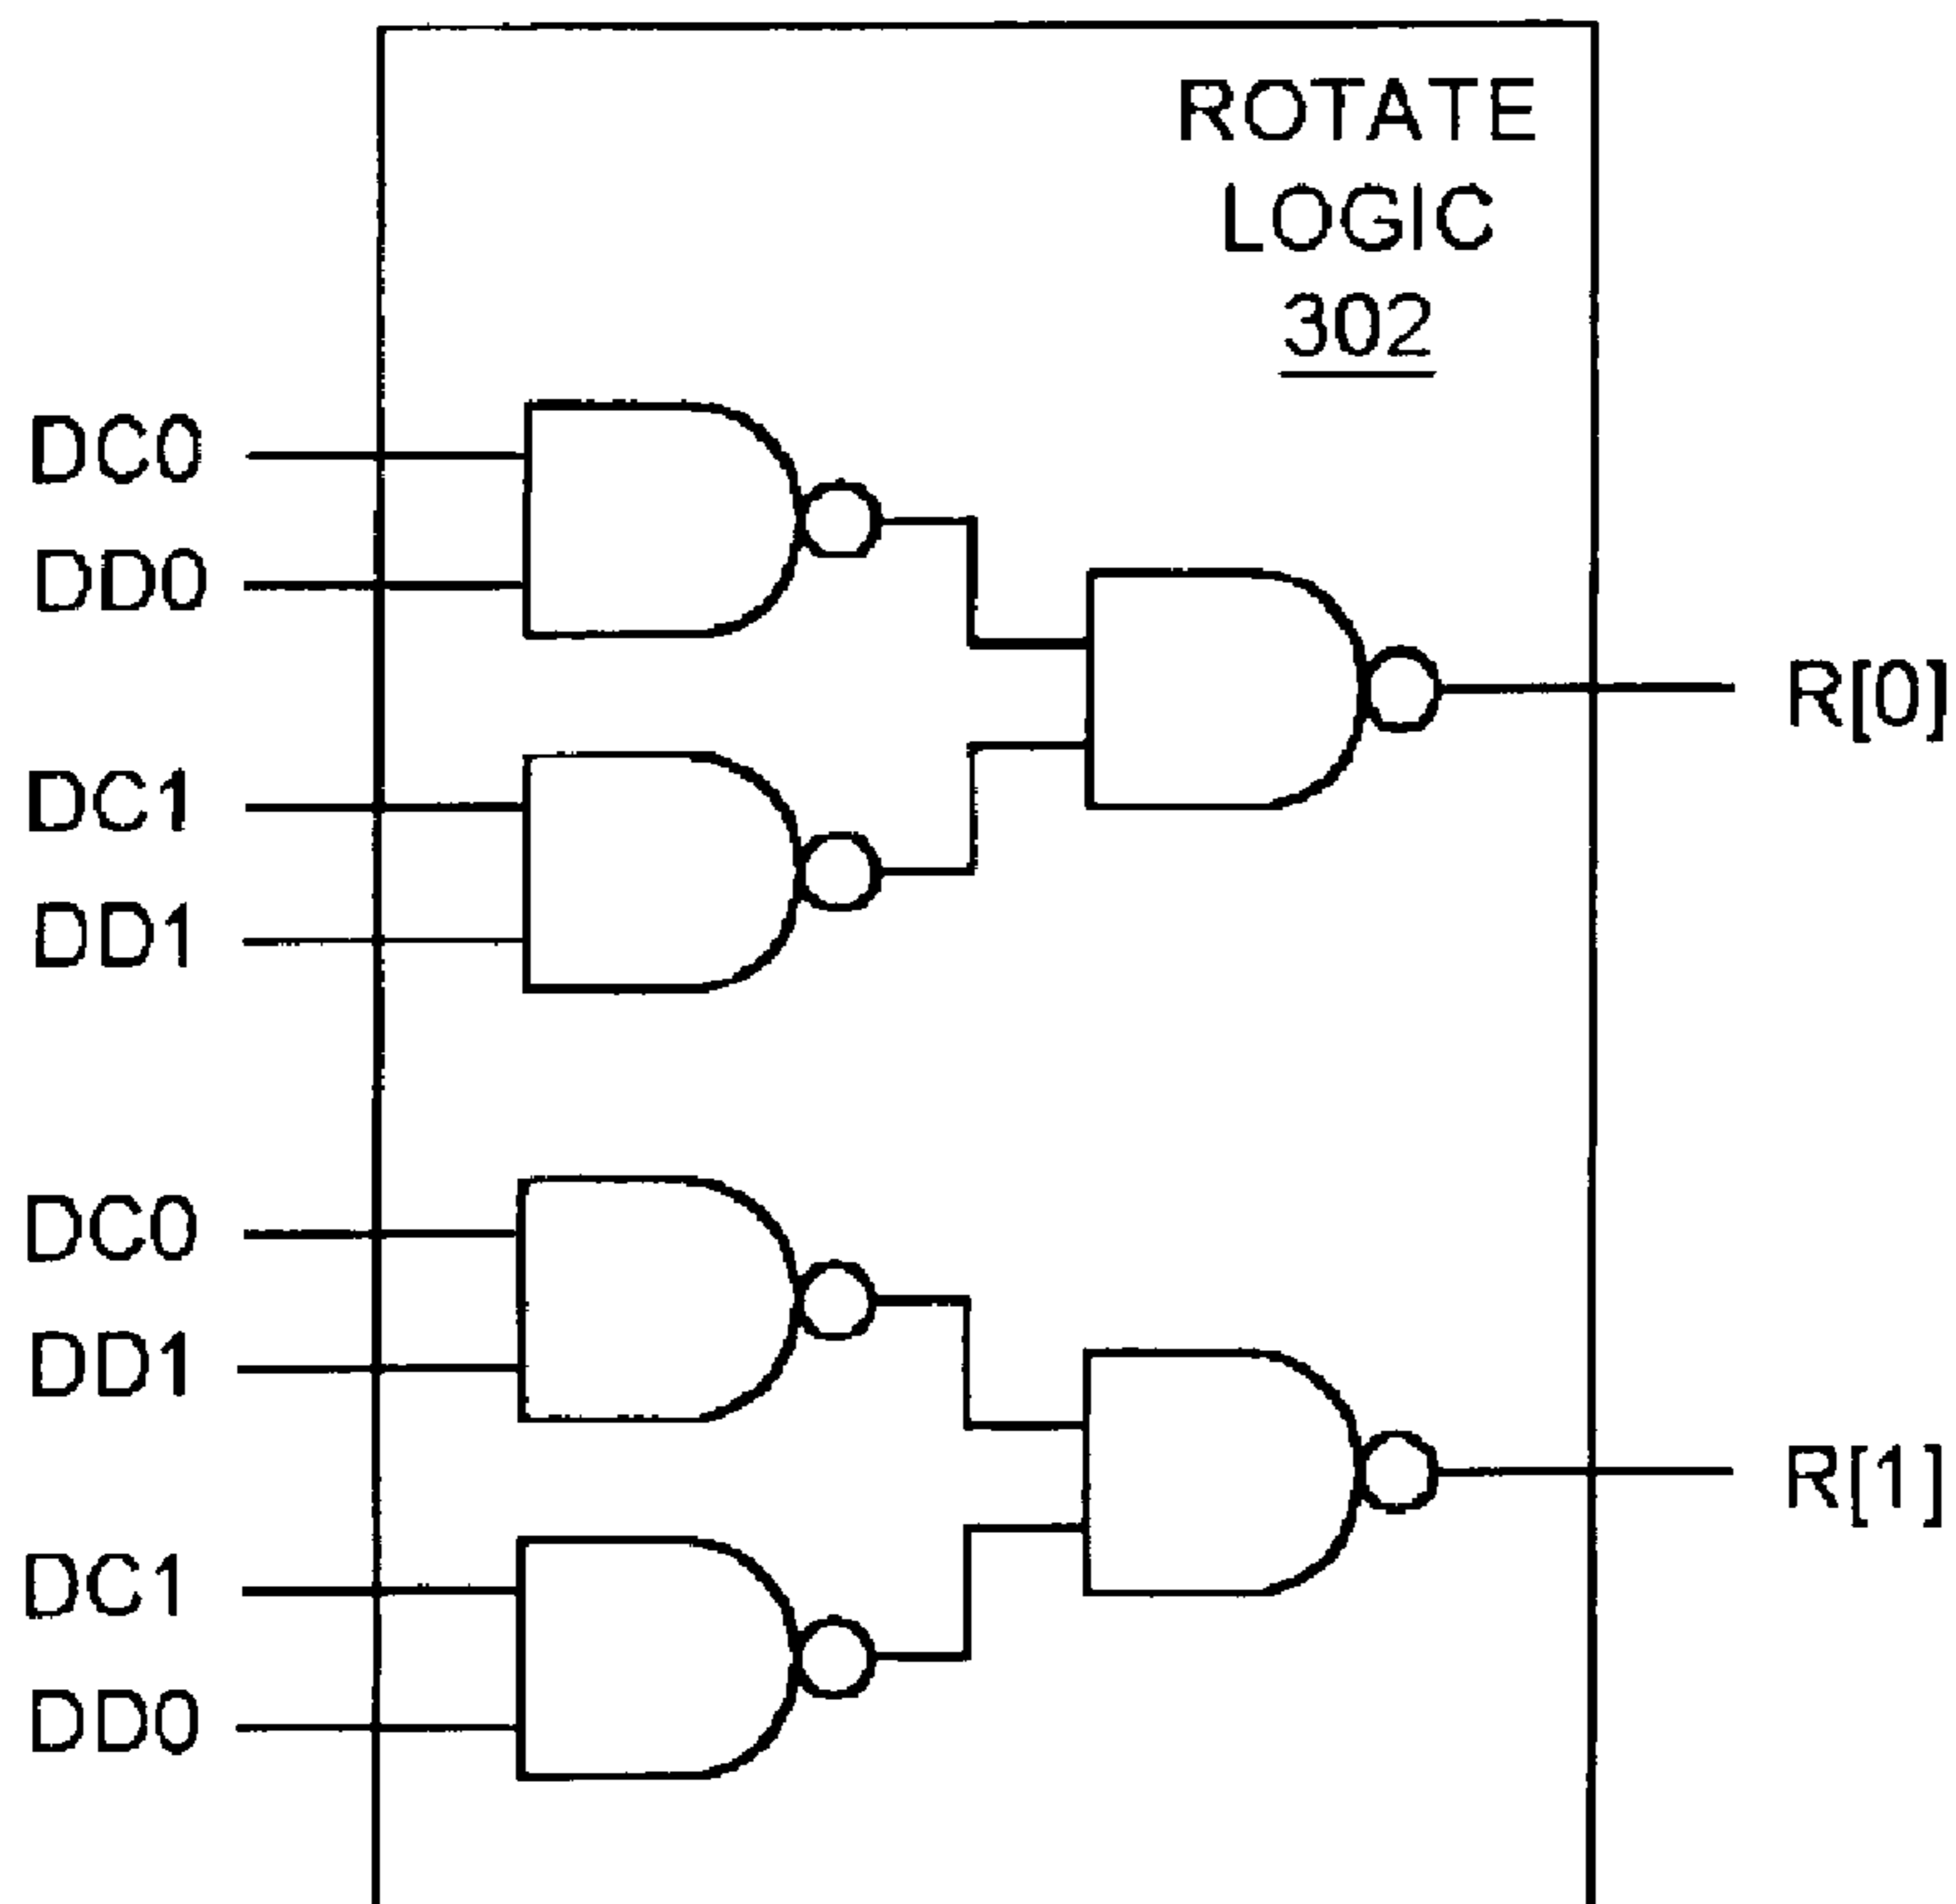 ROTATE
LOGIC
302
DC0
DD0
R[0]
DC1
DD1
DC0
DD1
R[1]
DC1
DD0